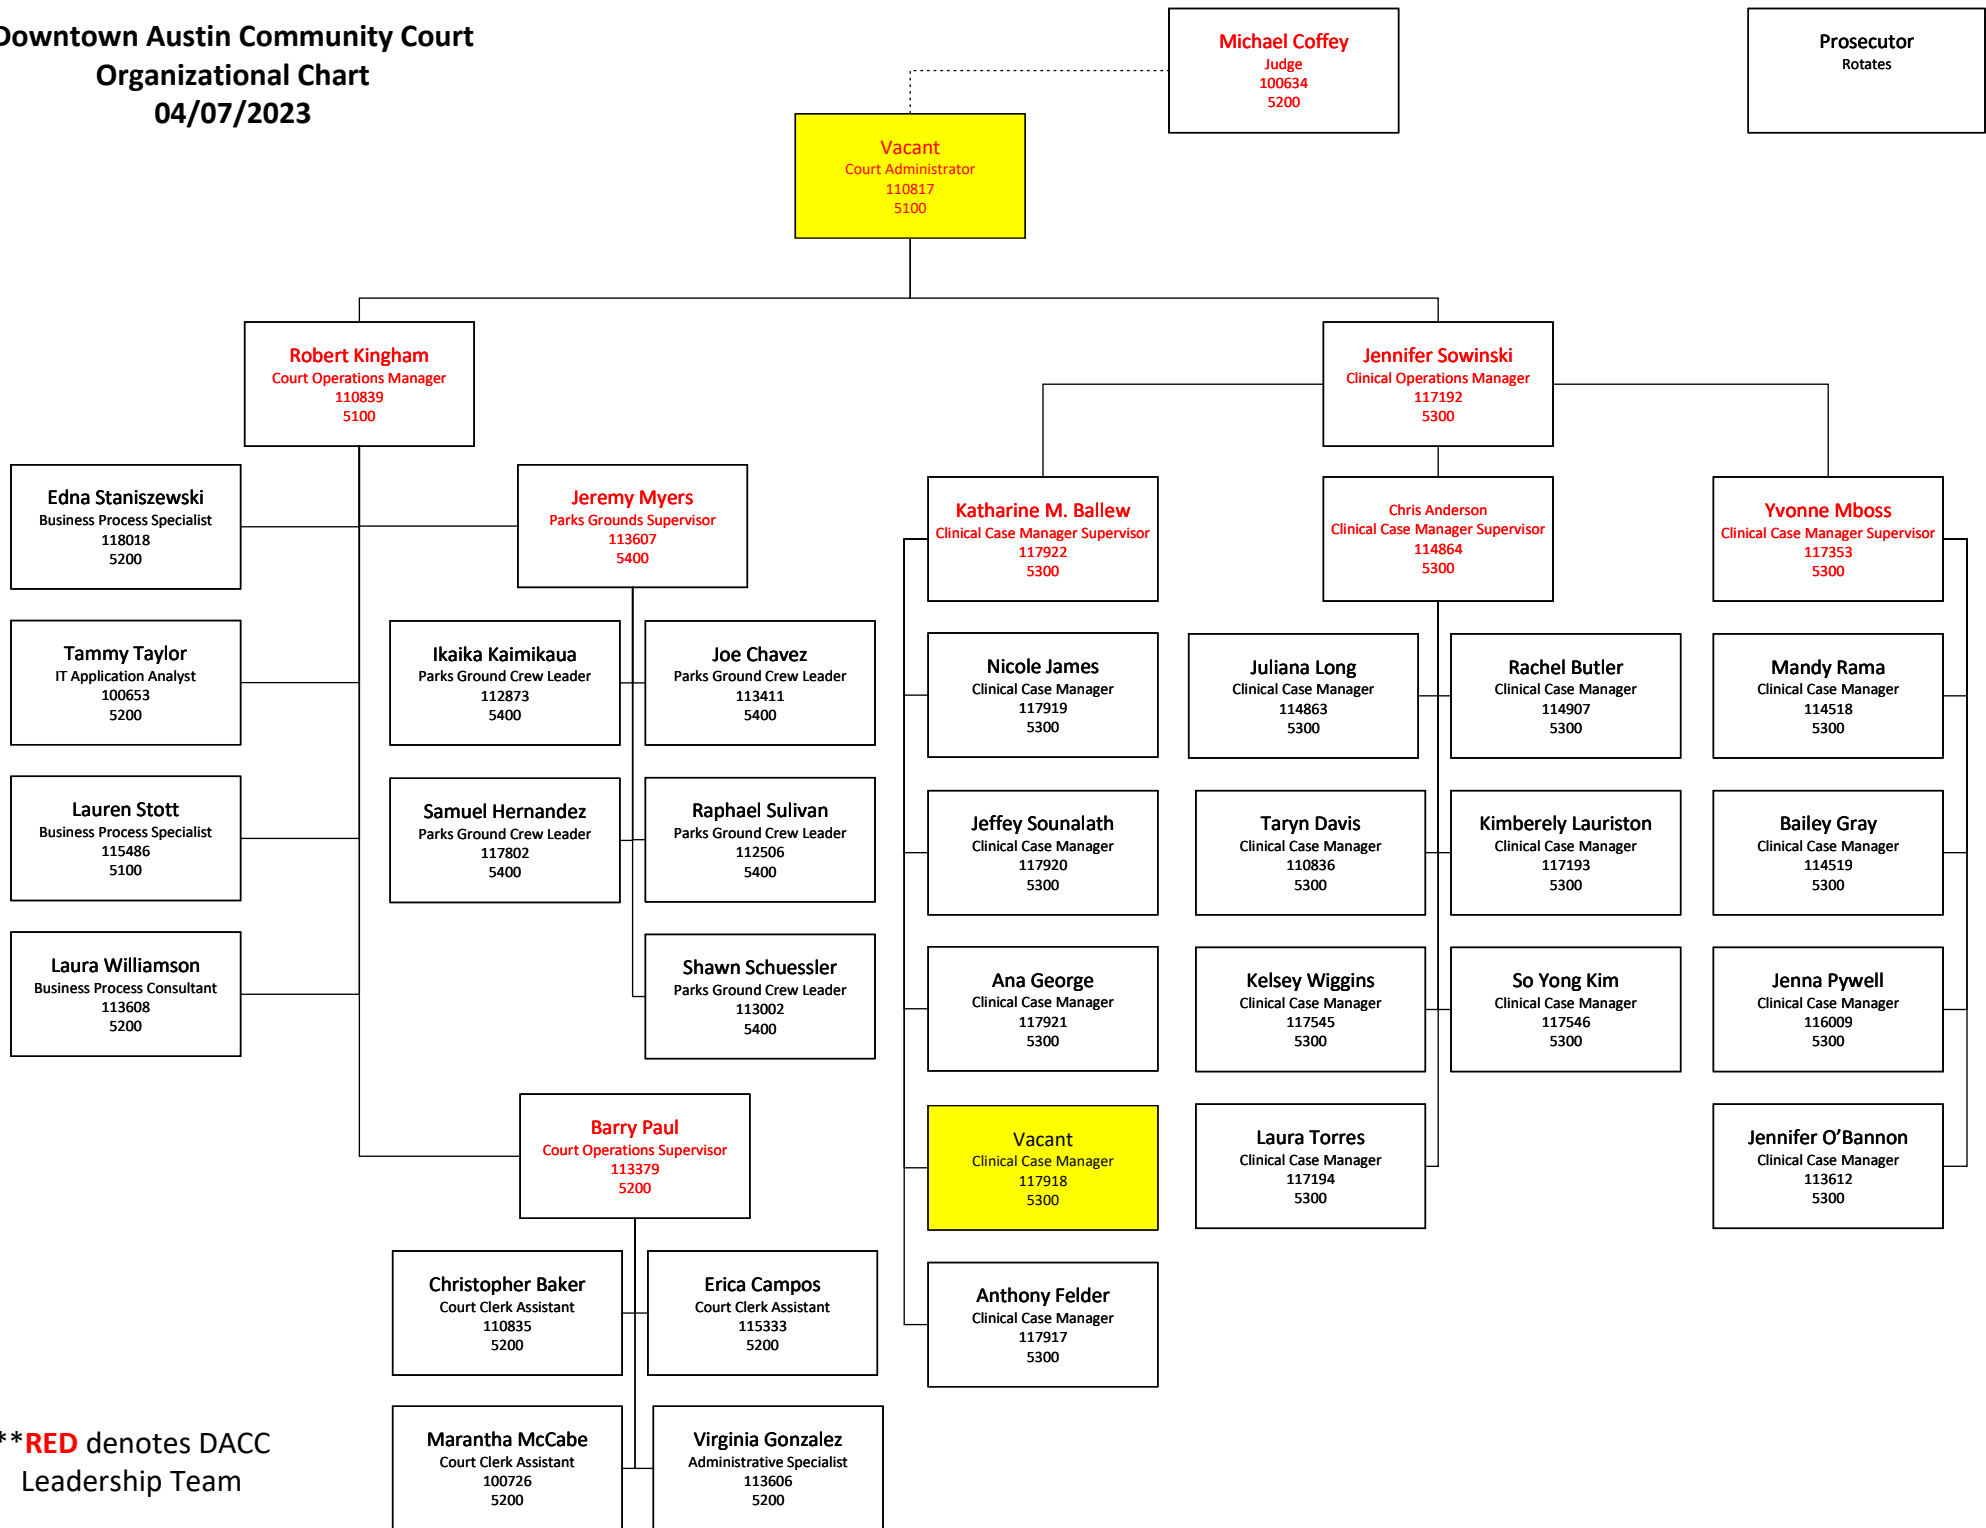 Downtown Austin Community Court
Organizational Chart
04/07/2023
Michael Coffey
Judge
100634
5200
Prosecutor
Rotates
Vacant
Court Administrator
110817
5100
Robert Kingham
Court Operations Manager
110839
5100
Jennifer Sowinski
Clinical Operations Manager
117192
5300
Edna Staniszewski
Business Process Specialist
118018
5200
Tammy Taylor
IT Application Analyst
100653
5200
Lauren Stott
Business Process Specialist
115486
5100
Laura Williamson
Business Process Consultant
113608
5200
Jeremy Myers
Parks Grounds Supervisor
113607
5400
Ikaika Kaimikaua
Parks Ground Crew Leader
112873
5400
Joe Chavez
Parks Ground Crew Leader
113411
5400
Samuel Hernandez
Parks Ground Crew Leader
117802
5400
Raphael Sulivan
Parks Ground Crew Leader
112506
5400
Shawn Schuessler
Parks Ground Crew Leader
113002
5400
Barry Paul
Court Operations Supervisor
113379
5200
Christopher Baker
Court Clerk Assistant
110835
5200
Erica Campos
Court Clerk Assistant
115333
5200
Marantha McCabe
Court Clerk Assistant
100726
5200
Virginia Gonzalez
Administrative Specialist
113606
5200
Katharine M. Ballew
Clinical Case Manager Supervisor
117922
5300
Nicole James
Clinical Case Manager
117919
5300
Jeffey Sounalath
Clinical Case Manager
117920
5300
Ana George
Clinical Case Manager
117921
5300
Vacant
Clinical Case Manager
117918
5300
Anthony Felder
Clinical Case Manager
117917
5300
Chris Anderson
Clinical Case Manager Supervisor
114864
5300
Juliana Long
Clinical Case Manager
114863
5300
Rachel Butler
Clinical Case Manager
114907
5300
Taryn Davis
Clinical Case Manager
110836
5300
Kimberely Lauriston
Clinical Case Manager
117193
5300
Kelsey Wiggins
Clinical Case Manager
117545
5300
So Yong Kim
Clinical Case Manager
117546
5300
Laura Torres
Clinical Case Manager
117194
5300
Yvonne Mboss
Clinical Case Manager Supervisor
117353
5300
Mandy Rama
Clinical Case Manager
114518
5300
Bailey Gray
Clinical Case Manager
114519
5300
Jenna Pywell
Clinical Case Manager
116009
5300
Jennifer O’Bannon
Clinical Case Manager
113612
5300
**RED denotes DACC
Leadership Team